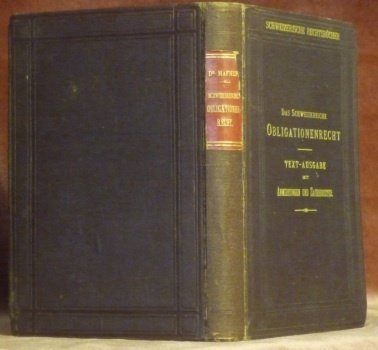 Dr HAFNER
SCHWEIZERISCHES
OBLIGATIONEN-
RECHT.
SCHWEIZERISCHE RECHTSBÜCHER
DAS SCHWEIZERISCHE
OBLIGATIONENRECHT
TEXT-AUSGABE
MIT
ANMERKUNGEN UND SACHREGISTER.